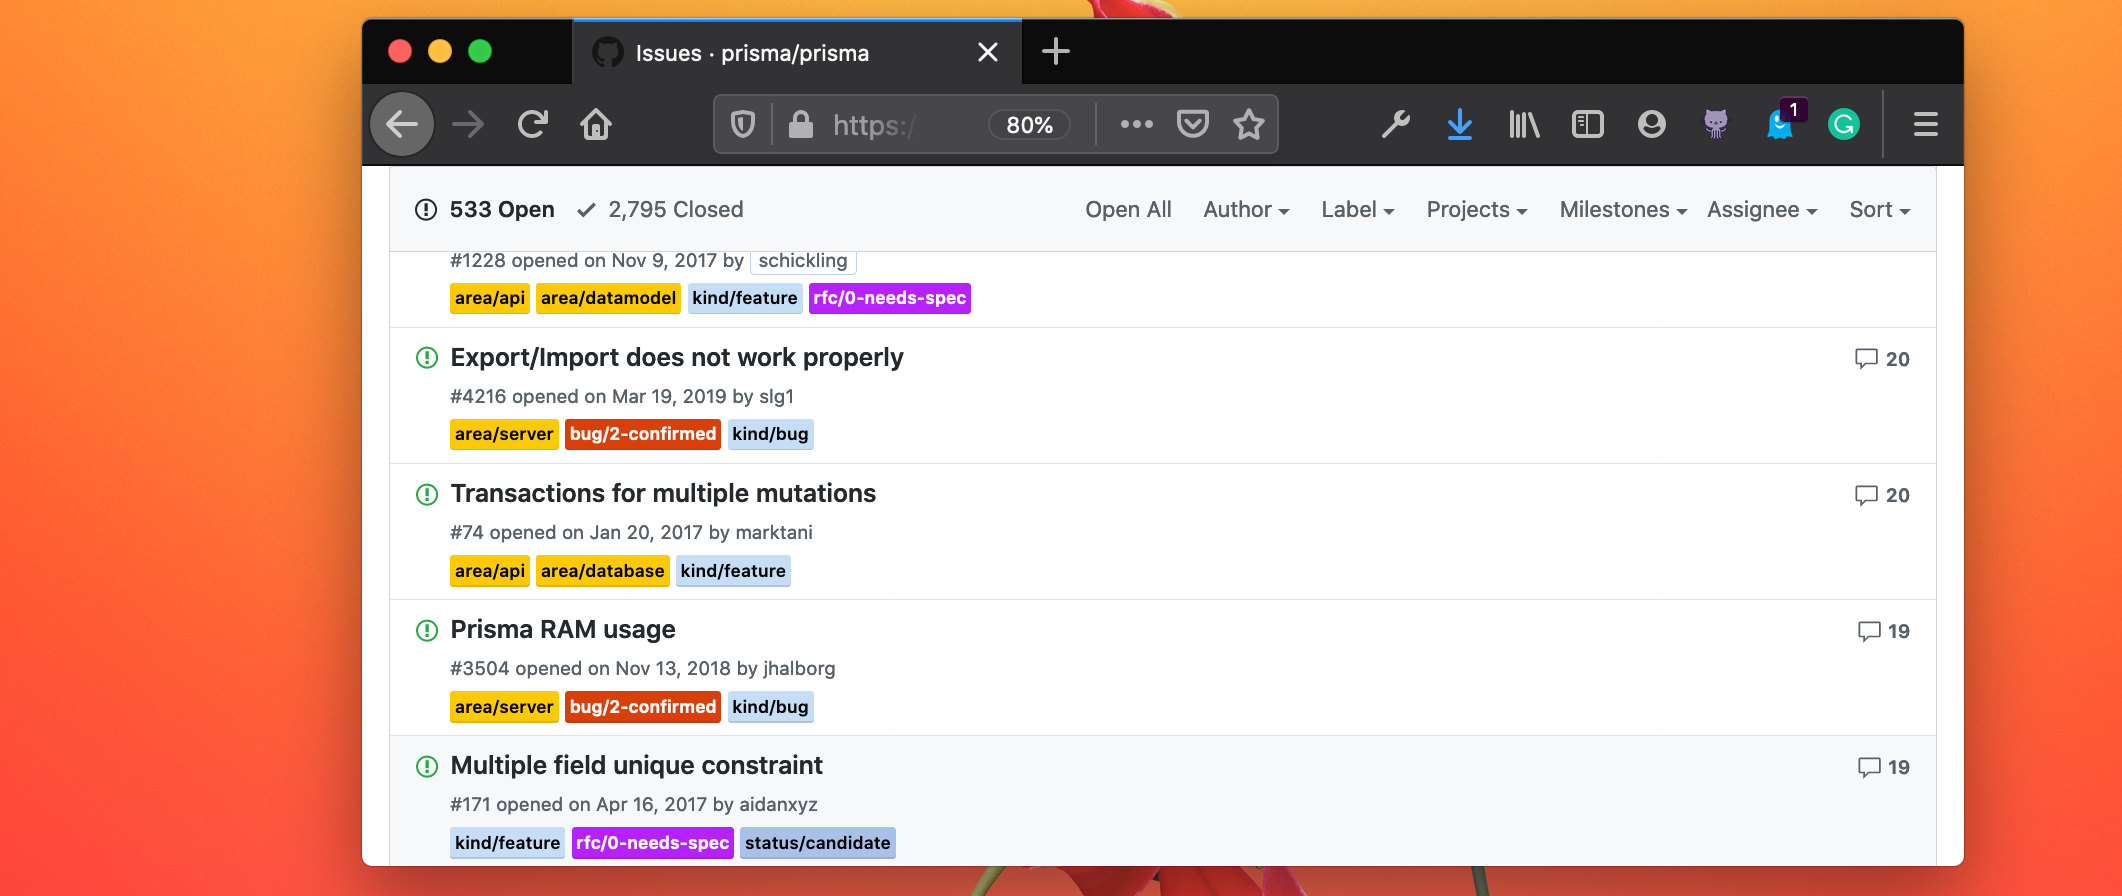 Issues · prisma/prisma
https:/
80%
1
533 Open
2,795 Closed
Open All
Author
Label
Projects
Milestones
Assignee
Sort
#1228 opened on Nov 9, 2017 by schickling
area/api area/datamodel kind/feature rfc/0-needs-spec
Export/Import does not work properly
20
#4216 opened on Mar 19, 2019 by slg1
area/server bug/2-confirmed kind/bug
Transactions for multiple mutations
20
#74 opened on Jan 20, 2017 by marktani
area/api area/database kind/feature
Prisma RAM usage
19
#3504 opened on Nov 13, 2018 by jhalborg
area/server bug/2-confirmed kind/bug
Multiple field unique constraint
19
#171 opened on Apr 16, 2017 by aidanxyz
kind/feature rfc/0-needs-spec status/candidate